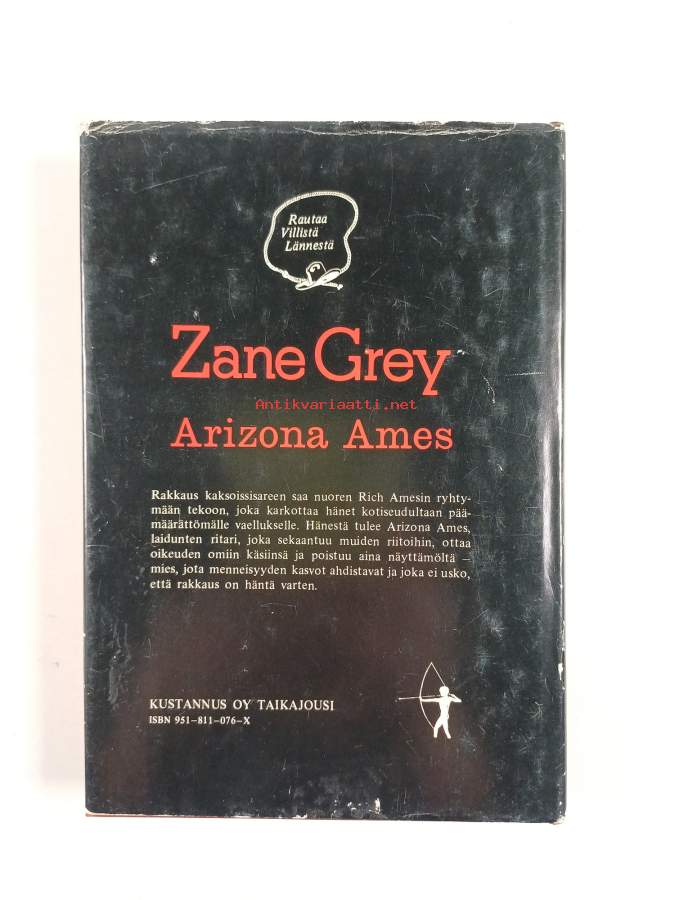 Rautaa
Villistä
Lännestä
Zane Grey
Antikvariaatti.net
Arizona Ames
Rakkaus kaksoissisareen saa nuoren Rich Amesin ryhty-
mään tekoon, joka karkottaa hänet kotiseudultaan pää-
määrättömälle vaellukselle. Hänestä tulee Arizona Ames,
laidunten ritari, joka sekaantuu muiden riitoihin, ottaa
oikeuden omiin käsiinsä ja poistuu aina näyttämöltä –
mies, jota menneisyyden kasvot ahdistavat ja joka ei usko,
että rakkaus on häntä varten.
KUSTANNUS OY TAIKAJOUSI
ISBN 951–811–076–X